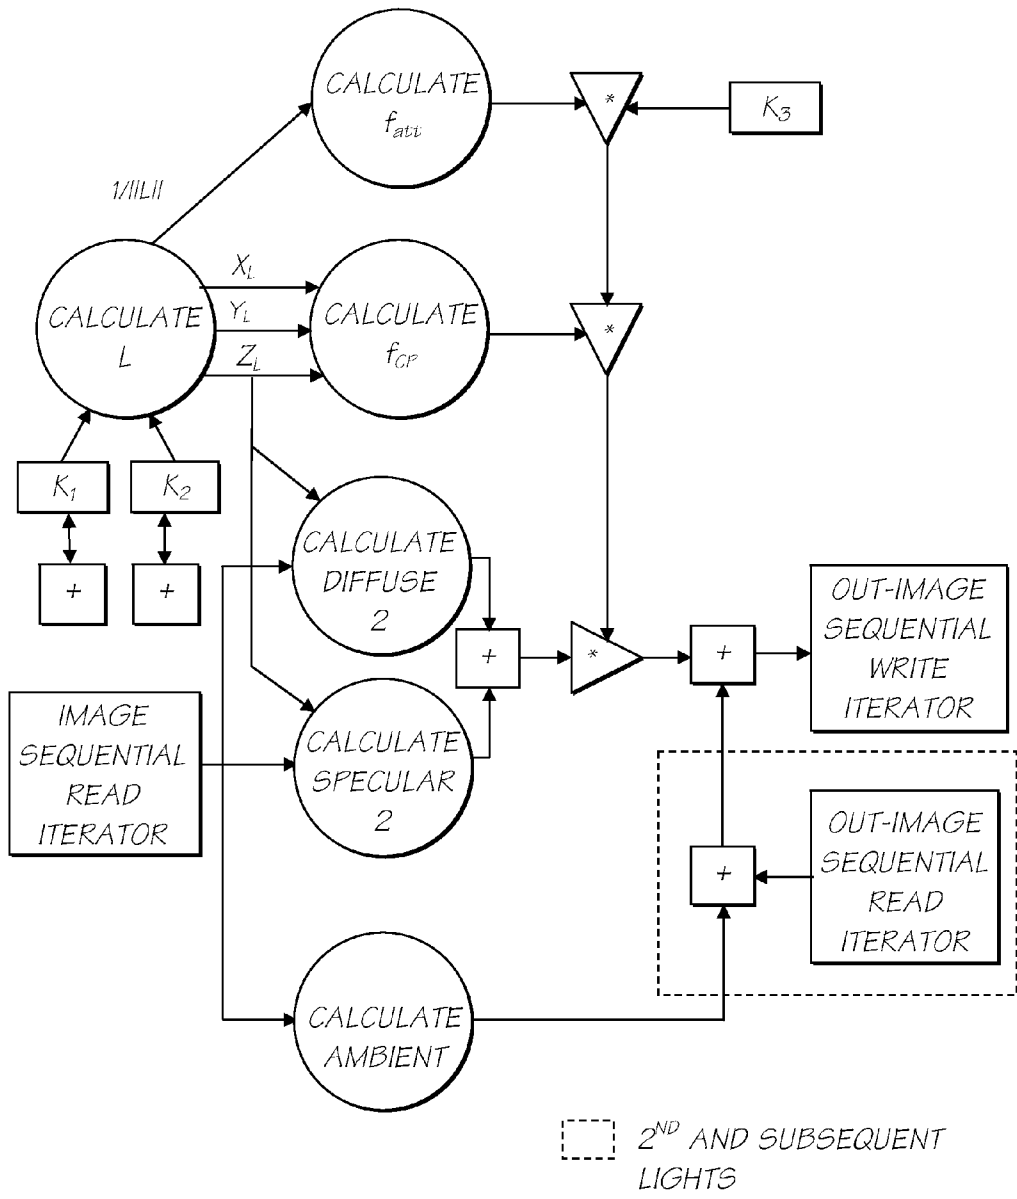 CALCULATE
f_att
*
K_3
1/||L||
CALCULATE
L
X_L
Y_L
Z_L
CALCULATE
f_CP
*
K_1
K_2
+
+
CALCULATE
DIFFUSE
2
+
*
+
OUT-IMAGE
SEQUENTIAL
WRITE
ITERATOR
IMAGE
SEQUENTIAL
READ
ITERATOR
CALCULATE
SPECULAR
2
+
OUT-IMAGE
SEQUENTIAL
READ
ITERATOR
CALCULATE
AMBIENT
2ND AND SUBSEQUENT
LIGHTS